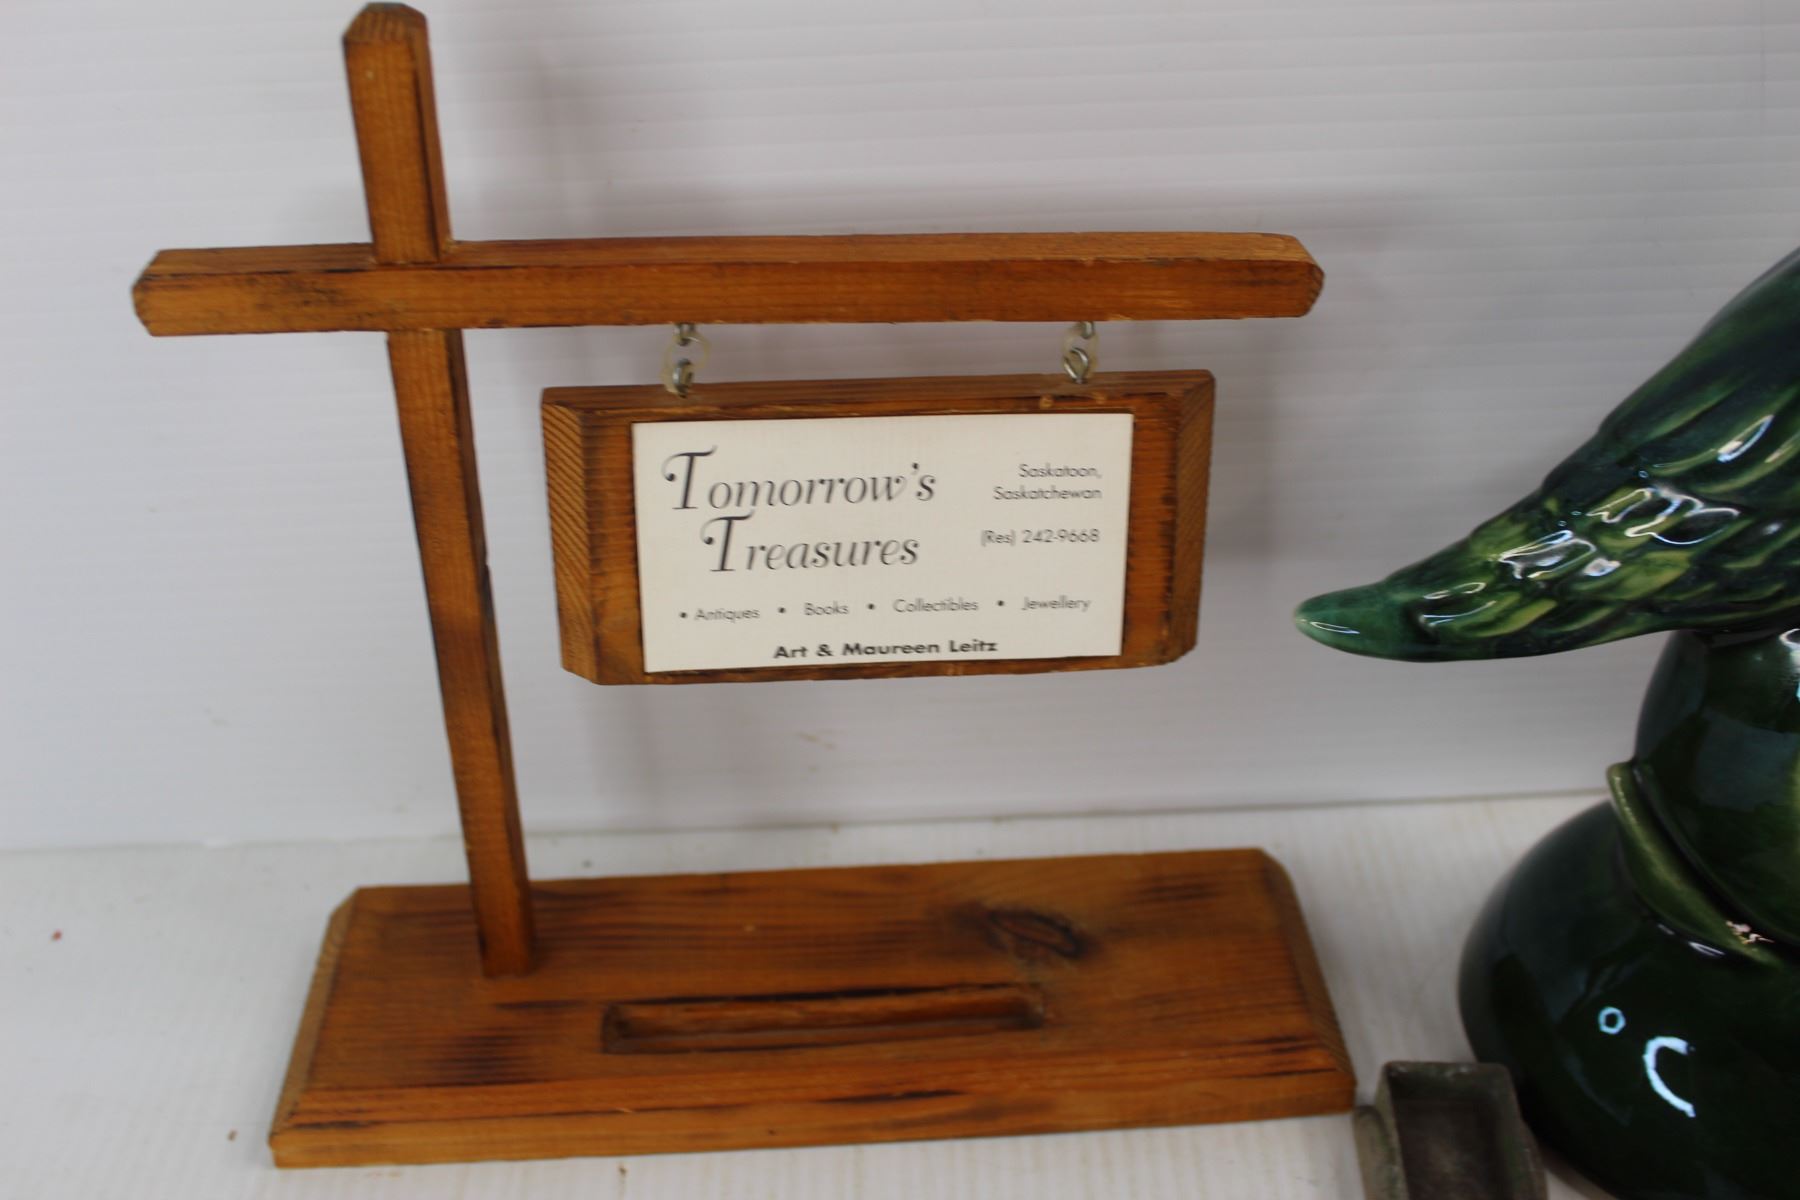 Tomorrow's
Treasures
Saskatoon,
Saskatchewan
(Res) 242-9668
• Antiques • Books • Collectibles • Jewellery
Art & Maureen Leitz